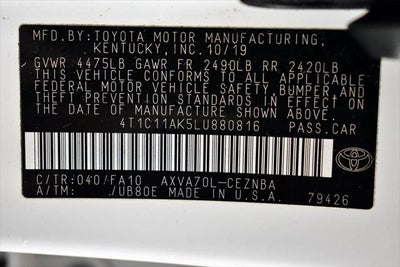 MFD.BY:TOYOTA MOTOR MANUFACTURING,
KENTUCKY, INC.10/19
GVWR 4475LB GAWR FR 2490LB RR 2420LB
THIS VEHICLE CONFORMS TO ALL APPLICABLE
FEDERAL MOTOR VEHICLE SAFETY,BUMPER,AND
THEFT PREVENTION STANDARDS IN EFFECT ON
THE DATE OF MANUFACTURE SHOWN ABOVE.
4T1C11AK5LU880816 PASS.CAR
C/TR:040/FA10 AXVA70L-CEZNBA
A/TM: /UB80E MADE IN U.S.A.
79426
TOYOTA